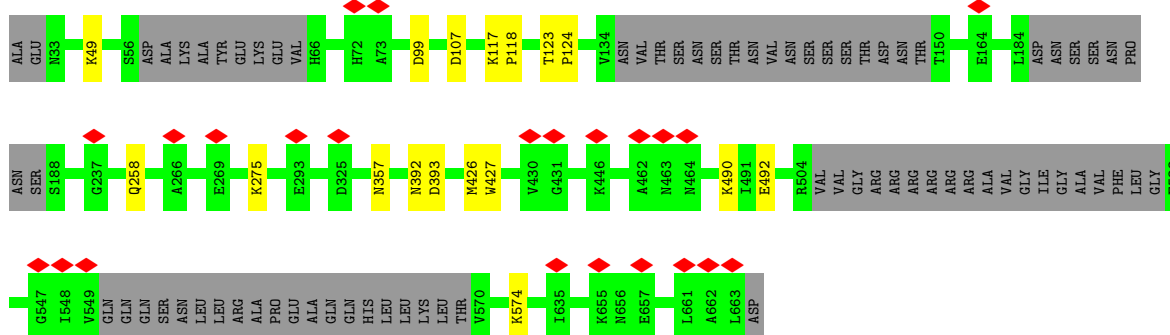 ALA GLU N33 K49 S56 ASP ALA LYS ALA TYR GLU LYS GLU VAL H66 H72 A73 D99 D107 K117 P118 T123 P124 V134 ASN VAL THR SER ASN SER THR ASN VAL ASN SER SER SER THR ASP ASN THR T150 E164 L184 ASP ASN SER SER ASN PRO
ASN SER S188 G237 Q258 A266 E269 K275 E293 D325 N357 N392 D393 M426 W427 V430 G431 K446 A462 N463 N464 K490 I491 E492 R504 VAL VAL GLY ARG ARG ARG ARG ARG ARG ALA VAL GLY ILE GLY ALA VAL PHE LEU GLY
G547 I548 V549 GLN GLN GLN SER ASN LEU LEU ARG ALA PRO GLU ALA GLN GLN HIS LEU LEU LYS LEU THR V570 K574 I635 K655 N656 E657 L661 A662 L663 ASP